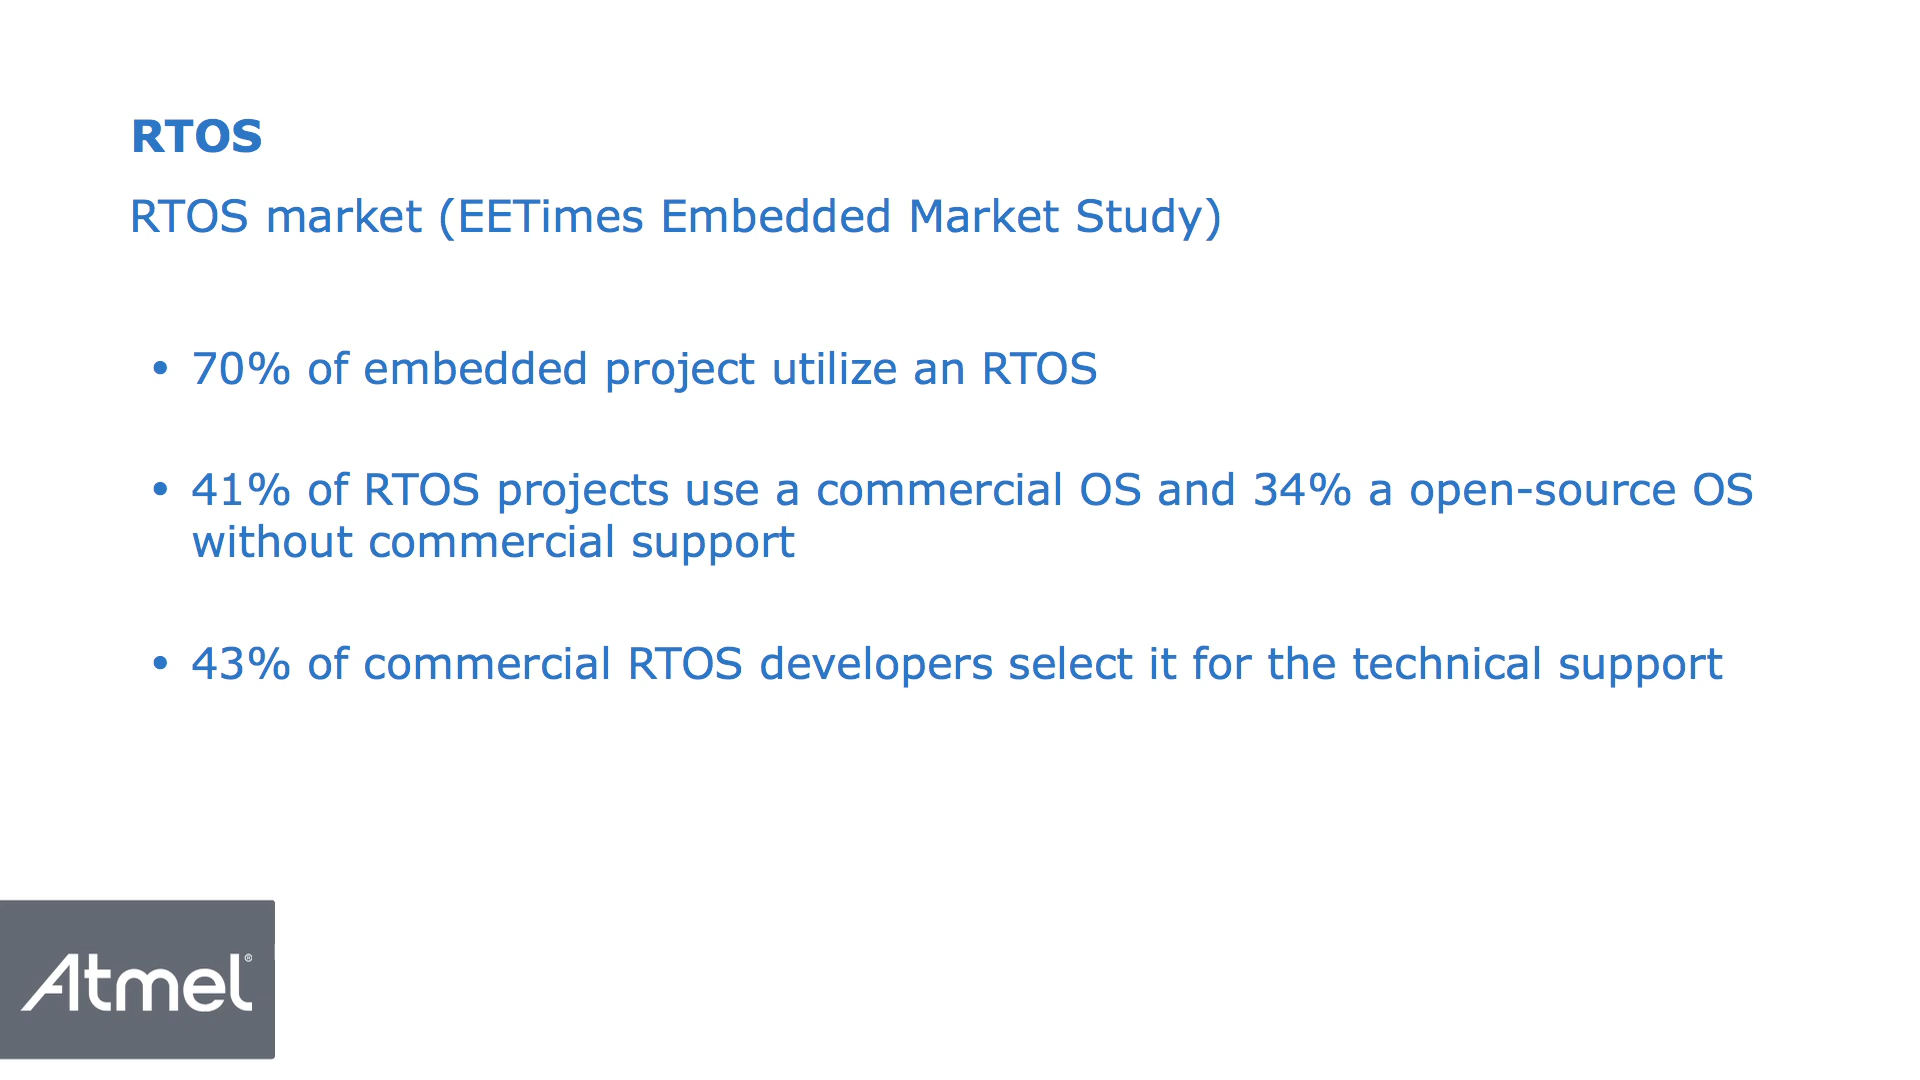 RTOS
RTOS market (EETimes Embedded Market Study)
• 70% of embedded project utilize an RTOS
• 41% of RTOS projects use a commercial OS and 34% a open-source OS
without commercial support
• 43% of commercial RTOS developers select it for the technical support
Atmel®